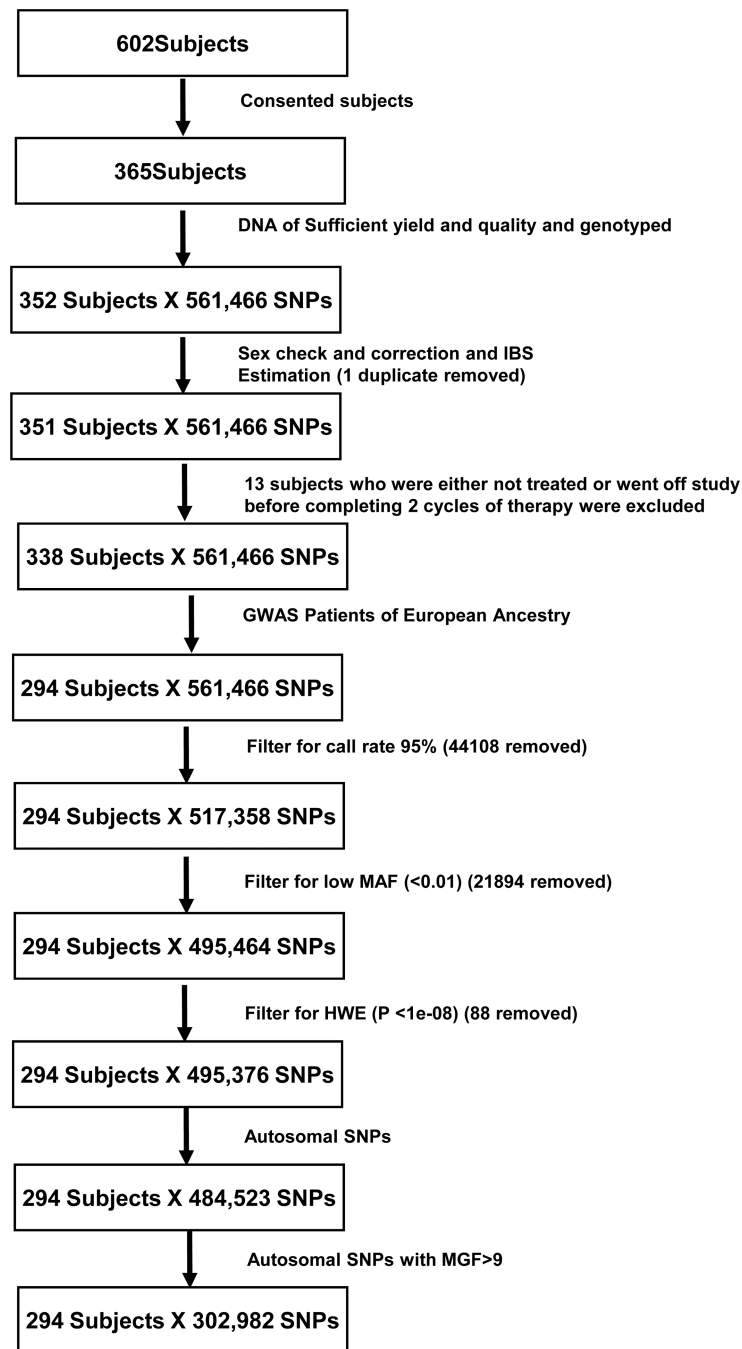 602Subjects
Consented subjects
365Subjects
DNA of Sufficient yield and quality and genotyped
352 Subjects X 561,466 SNPs
Sex check and correction and IBS
Estimation (1 duplicate removed)
351 Subjects X 561,466 SNPs
13 subjects who were either not treated or went off study
before completing 2 cycles of therapy were excluded
338 Subjects X 561,466 SNPs
GWAS Patients of European Ancestry
294 Subjects X 561,466 SNPs
Filter for call rate 95% (44108 removed)
294 Subjects X 517,358 SNPs
Filter for low MAF (<0.01) (21894 removed)
294 Subjects X 495,464 SNPs
Filter for HWE (P <1e-08) (88 removed)
294 Subjects X 495,376 SNPs
Autosomal SNPs
294 Subjects X 484,523 SNPs
Autosomal SNPs with MGF>9
294 Subjects X 302,982 SNPs